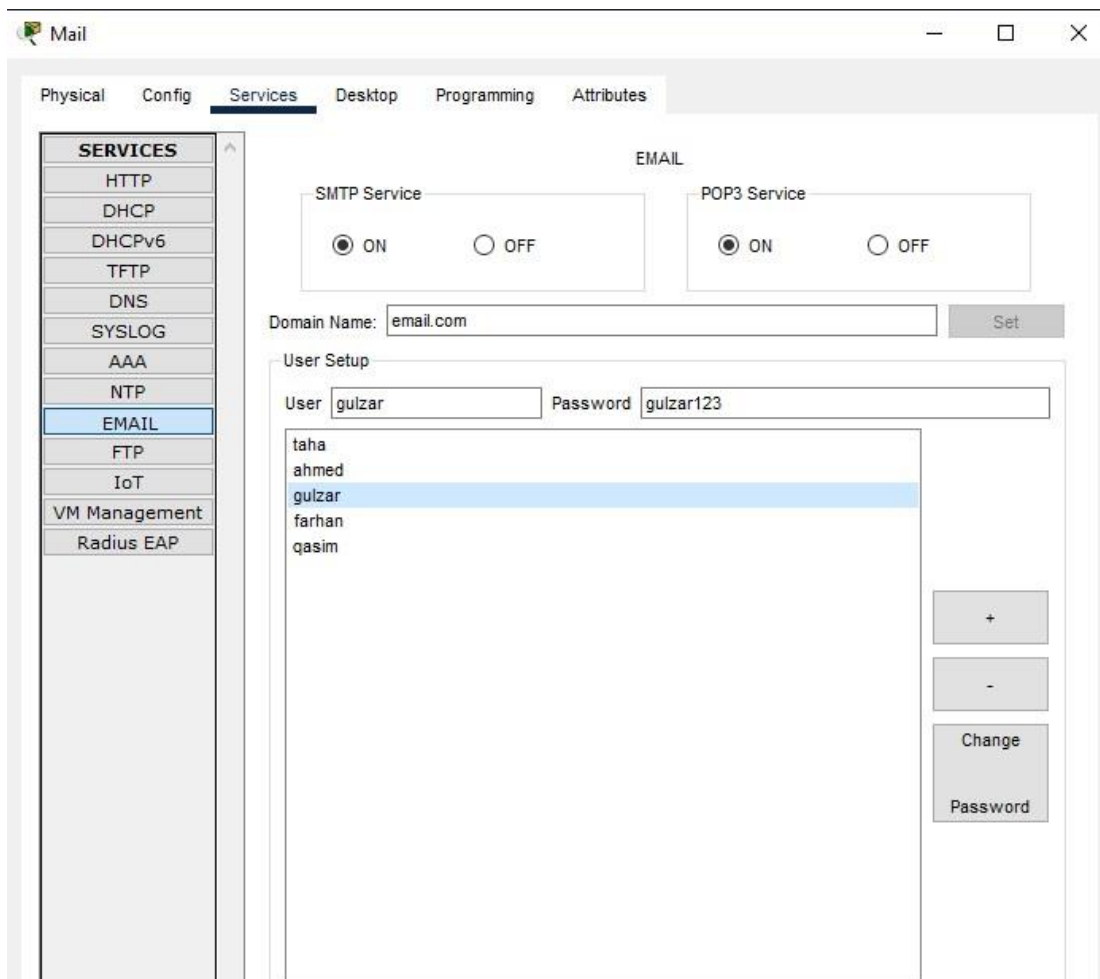 Mail
Physical Config Services Desktop Programming Attributes
SERVICES
HTTP
DHCP
DHCPv6
TFTP
DNS
SYSLOG
AAA
NTP
EMAIL
FTP
IoT
VM Management
Radius EAP
EMAIL
SMTP Service
ON OFF
POP3 Service
ON OFF
Domain Name: email.com Set
User Setup
User gulzar Password gulzar123
taha
ahmed
gulzar
farhan
qasim
+
-
Change
Password